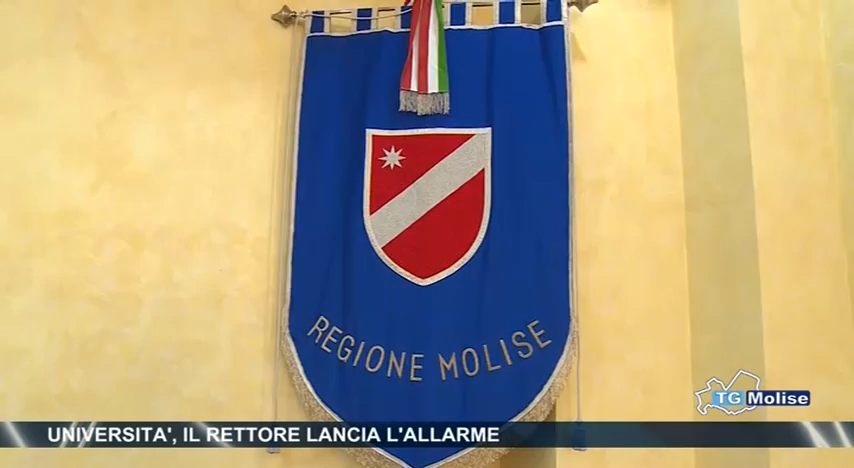 REGIONE MOLISE
TG Molise
UNIVERSITA', IL RETTORE LANCIA L'ALLARME